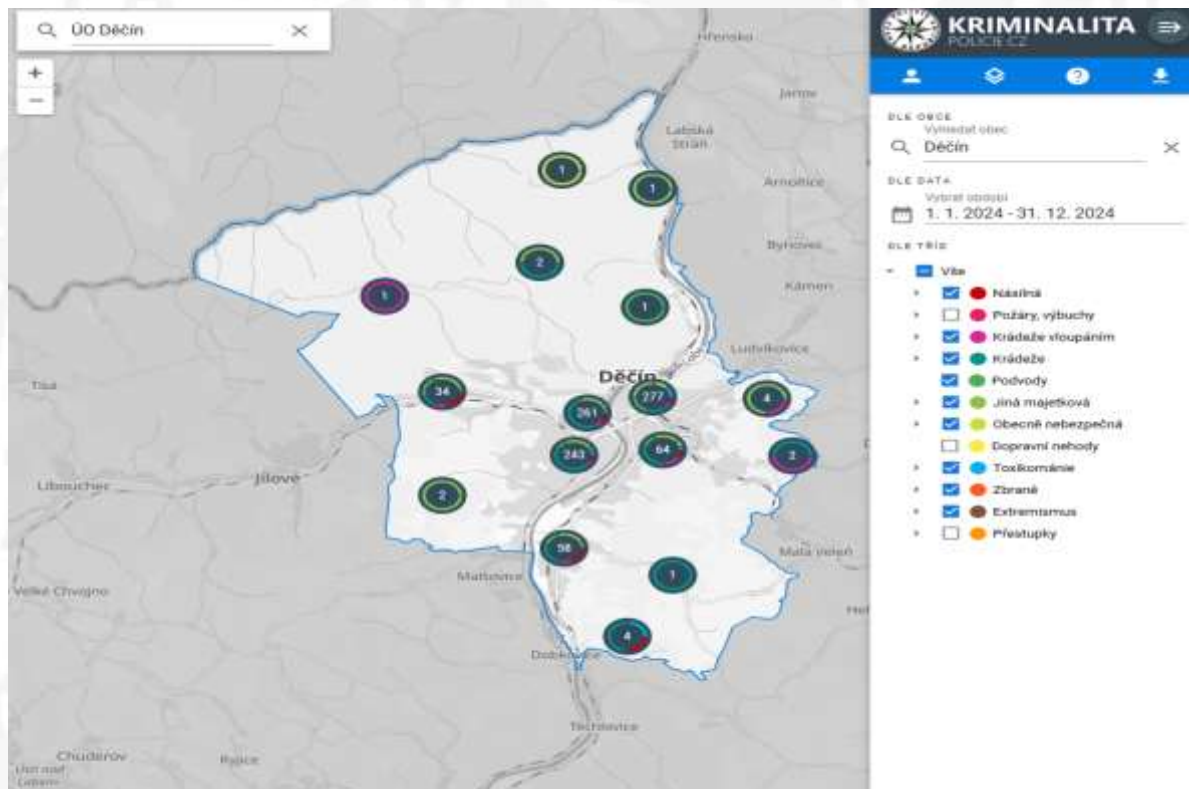 ÚO Děčín
+
−
Hřensko
Janov
Labská
Stráň
Arnoltice
Bynovec
Kámen
Ludvíkovice
Tisá
Děčín
Libouchec
Jílové
Malšovice
Malá Veleň
Velké Chvojno
Dobkovice
Těchlovice
Chuderov
Ryjice
Ústí nad
Labem
1
1
2
1
1
34
261
277
4
243
64
2
2
58
1
4
KRIMINALITA
POLICIE.CZ
DLE OBCE
Vyhledat obec
Děčín
DLE DATA
Vybrat období
1. 1. 2024 - 31. 12. 2024
DLE TŘÍD
Vše
Násilná
Požáry, výbuchy
Krádeže vloupáním
Krádeže
Podvody
Jiná majetková
Obecně nebezpečná
Dopravní nehody
Toxikománie
Zbraně
Extremismus
Přestupky